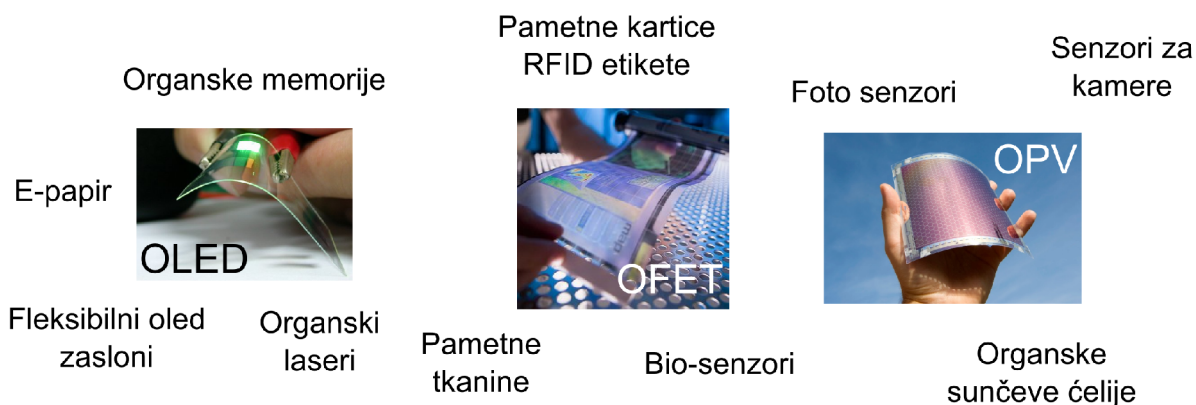 Pametne kartice
RFID etikete
Senzori za
kamere
Organske memorije
Foto senzori
E-papir
OLED
OFET
OPV
Fleksibilni oled
zasloni
Organski
laseri
Pametne
tkanine
Bio-senzori
Organske
sunčeve ćelije